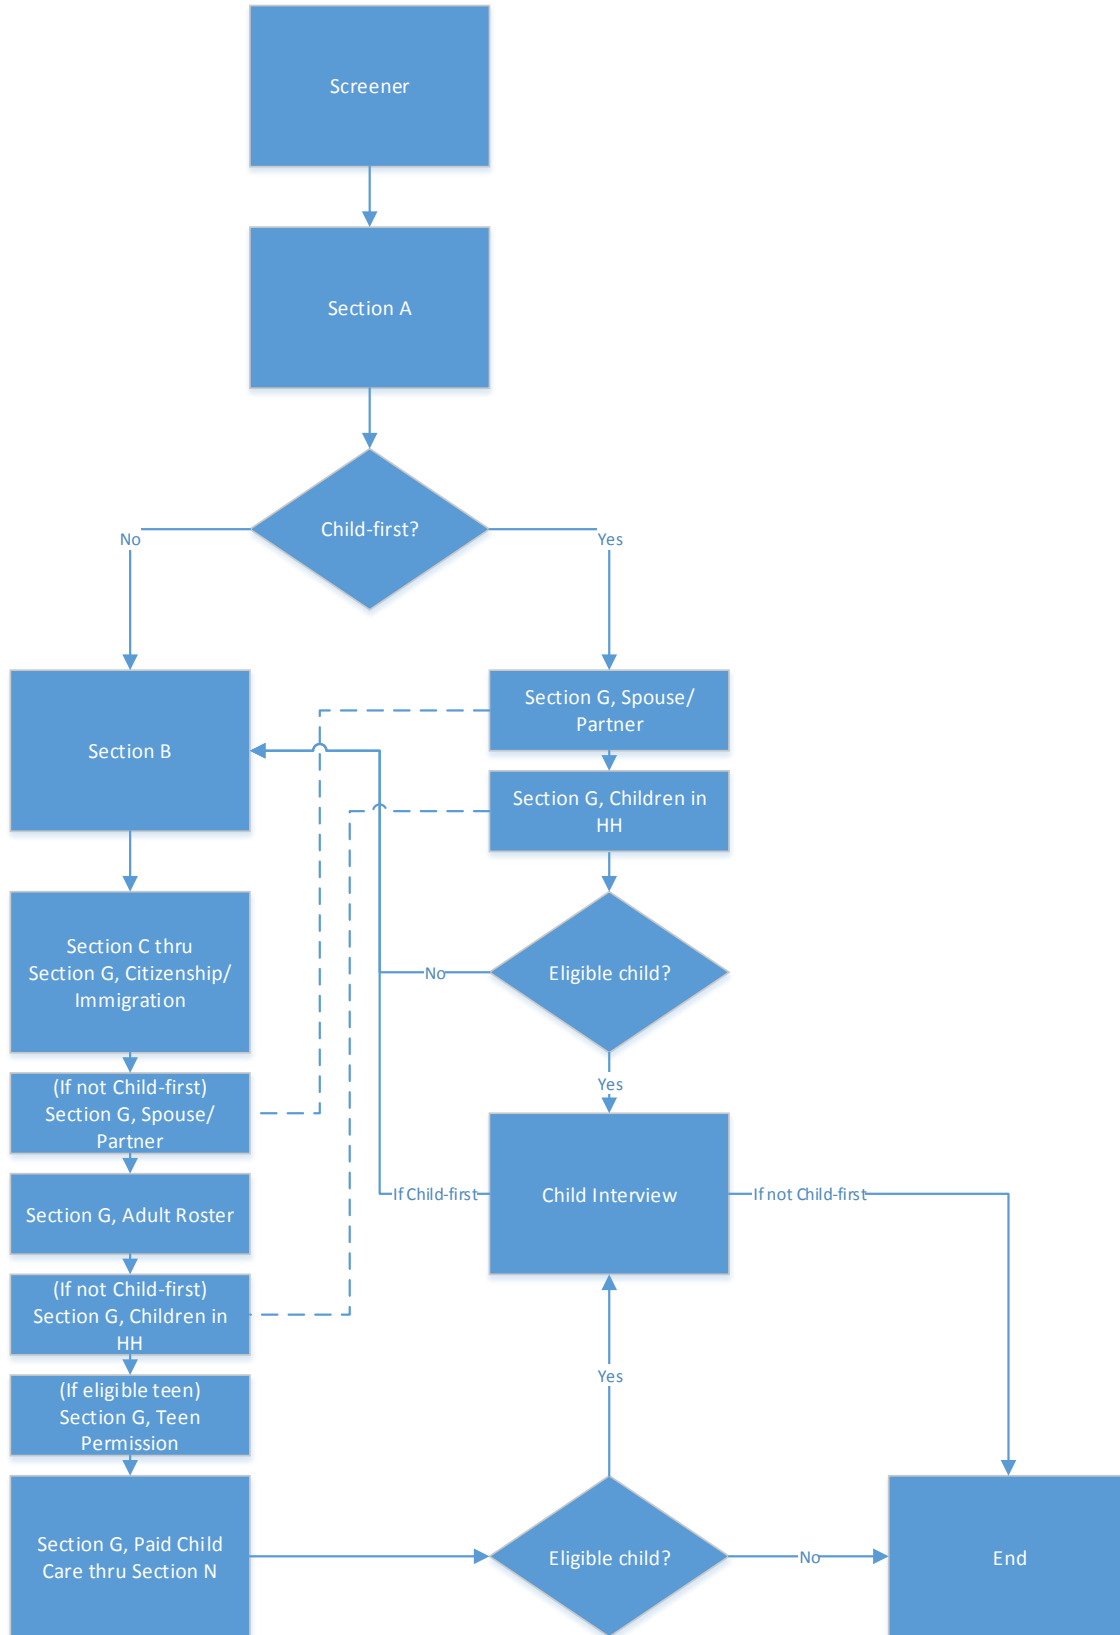 Screener
Section A
Child-first?
No
Yes
Section G, Spouse/
Partner
Section B
Section G, Children in
HH
Section C thru
Section G, Citizenship/
Immigration
Eligible child?
No
Yes
(If not Child-first)
Section G, Spouse/
Partner
Section G, Adult Roster
If Child-first
Child Interview
If not Child-first
(If not Child-first)
Section G, Children in
HH
(If eligible teen)
Section G, Teen
Permission
Yes
Section G, Paid Child
Care thru Section N
Eligible child?
No
End